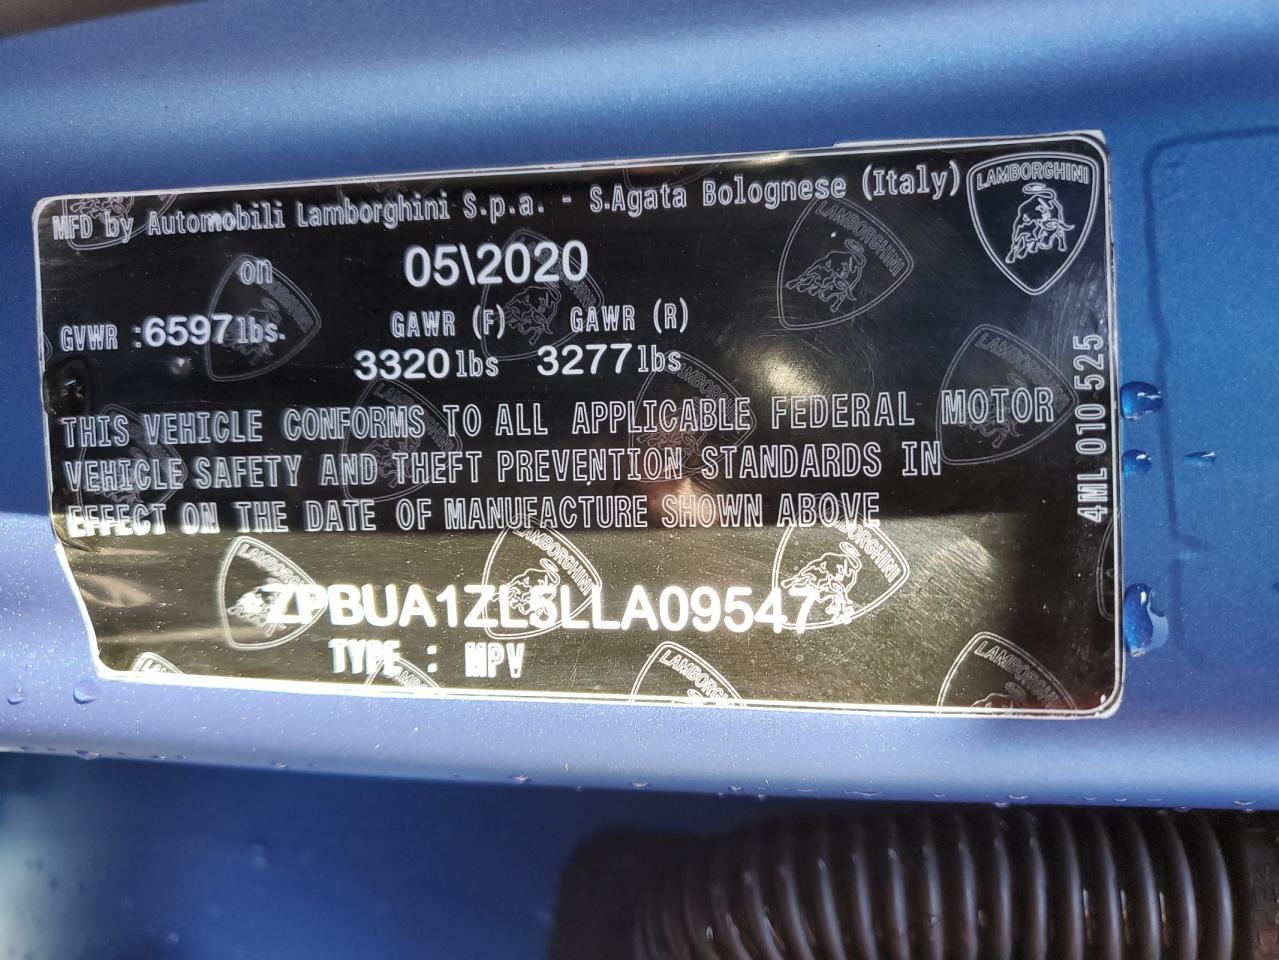 MFD by Automobili Lamborghini S.p.a. - S.Agata Bolognese (Italy)
LAMBORGHINI
on 05\2020
GVWR :6597lbs. GAWR (F) GAWR (R)
3320lbs 3277lbs
THIS VEHICLE CONFORMS TO ALL APPLICABLE FEDERAL MOTOR
VEHICLE SAFETY AND THEFT PREVENTION STANDARDS IN
EFFECT ON THE DATE OF MANUFACTURE SHOWN ABOVE
*ZPBUA1ZL5LLA09547*
TYPE : MPV
4ML 010 525